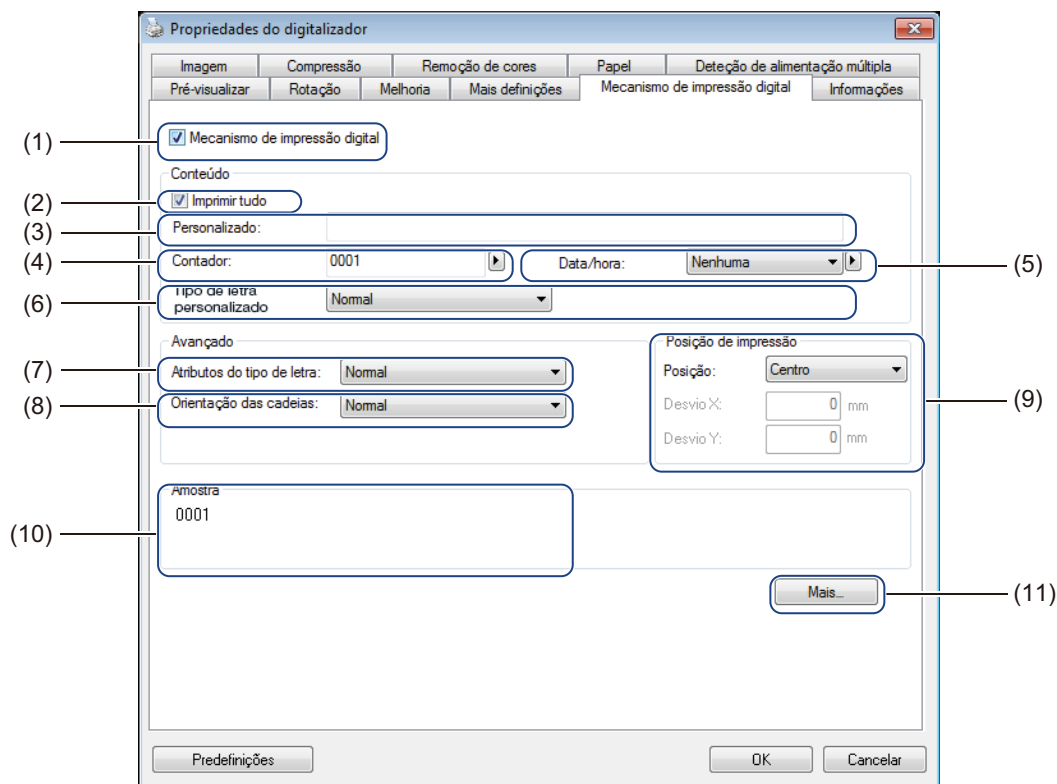 Propriedades do digitalizador
Imagem Compressão Remoção de cores Papel Deteção de alimentação múltipla
Pré-visualizar Rotação Melhoria Mais definições Mecanismo de impressão digital Informações
(1) Mecanismo de impressão digital
Conteúdo
(2) Imprimir tudo
(3) Personalizado:
(4) Contador: 0001 Data/hora: Nenhuma (5)
(6) Tipo de letra personalizado Normal
Avançado Posição de impressão
(7) Atributos do tipo de letra: Normal Posição: Centro
(8) Orientação das cadeias: Normal Desvio X: 0 mm (9)
Desvio Y: 0 mm
Amostra
0001
(10)
Mais... (11)
Predefinições OK Cancelar